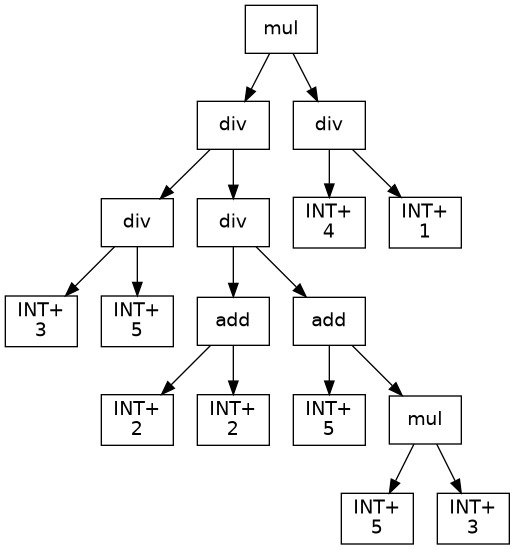 mul
div
div
div
div
INT+
4
INT+
1
INT+
3
INT+
5
add
add
INT+
2
INT+
2
INT+
5
mul
INT+
5
INT+
3